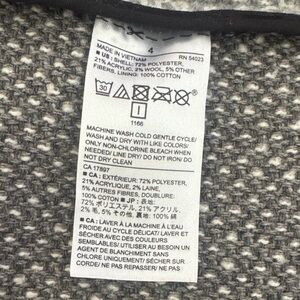 4
MADE IN VIETNAM RN 54023
■ US: SHELL: 72% POLYESTER,
21% ACRYLIC, 2% WOOL, 5% OTHER
FIBERS, LINING: 100% COTTON
30
1166
MACHINE WASH COLD GENTLE CYCLE/
WASH AND DRY WITH LIKE COLORS/
ONLY NON-CHLORINE BLEACH WHEN
NEEDED/ LINE DRY/ DO NOT IRON/ DO
NOT DRY CLEAN
CA 17897
■ CA: EXTÉRIEUR: 72% POLYESTER,
21% ACRYLIQUE, 2% LAINE,
5% AUTRES FIBRES, DOUBLURE:
100% COTON ■ JP: 表地:
72% ポリエステル, 21% アクリル,
2% 毛, 5% その他, 裏地: 100% 綿
■ CA: LAVER À LA MACHINE À L'EAU
FROIDE AU CYCLE DÉLICAT/ LAVER ET
SÉCHER AVEC DES COULEURS
SEMBLABLES/ UTILISER AU BESOIN UN
AGENT DE BLANCHIMENT SANS
CHLORE UNIQUEMENT/ SÉCHER SUR
CORDE/ NE PAS REPASSER/ NE PAS